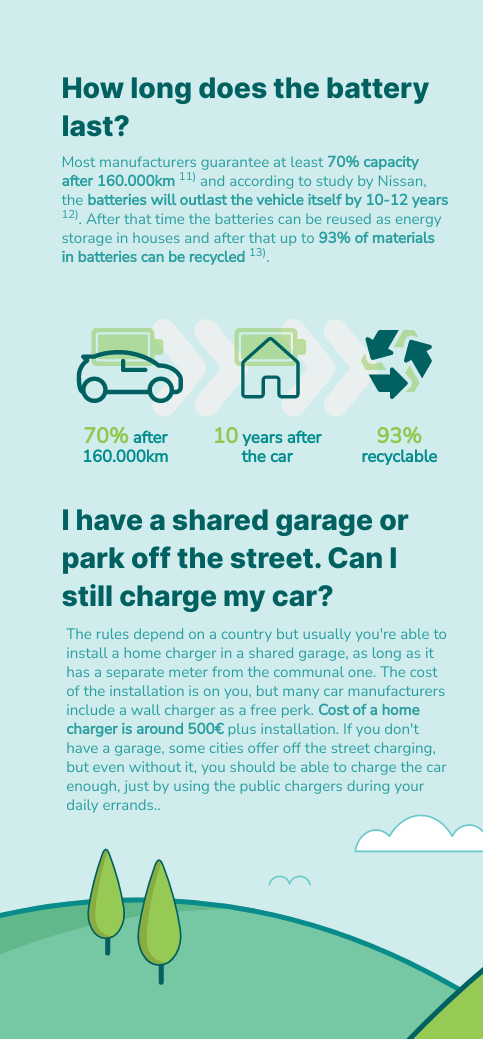 How long does the battery
last?
Most manufacturers guarantee at least 70% capacity
after 160.000km 11) and according to study by Nissan,
the batteries will outlast the vehicle itself by 10-12 years
12). After that time the batteries can be reused as energy
storage in houses and after that up to 93% of materials
in batteries can be recycled 13).
70% after
160.000km
10 years after
the car
93%
recyclable
I have a shared garage or
park off the street. Can I
still charge my car?
The rules depend on a country but usually you're able to
install a home charger in a shared garage, as long as it
has a separate meter from the communal one. The cost
of the installation is on you, but many car manufacturers
include a wall charger as a free perk. Cost of a home
charger is around 500€ plus installation. If you don't
have a garage, some cities offer off the street charging,
but even without it, you should be able to charge the car
enough, just by using the public chargers during your
daily errands..